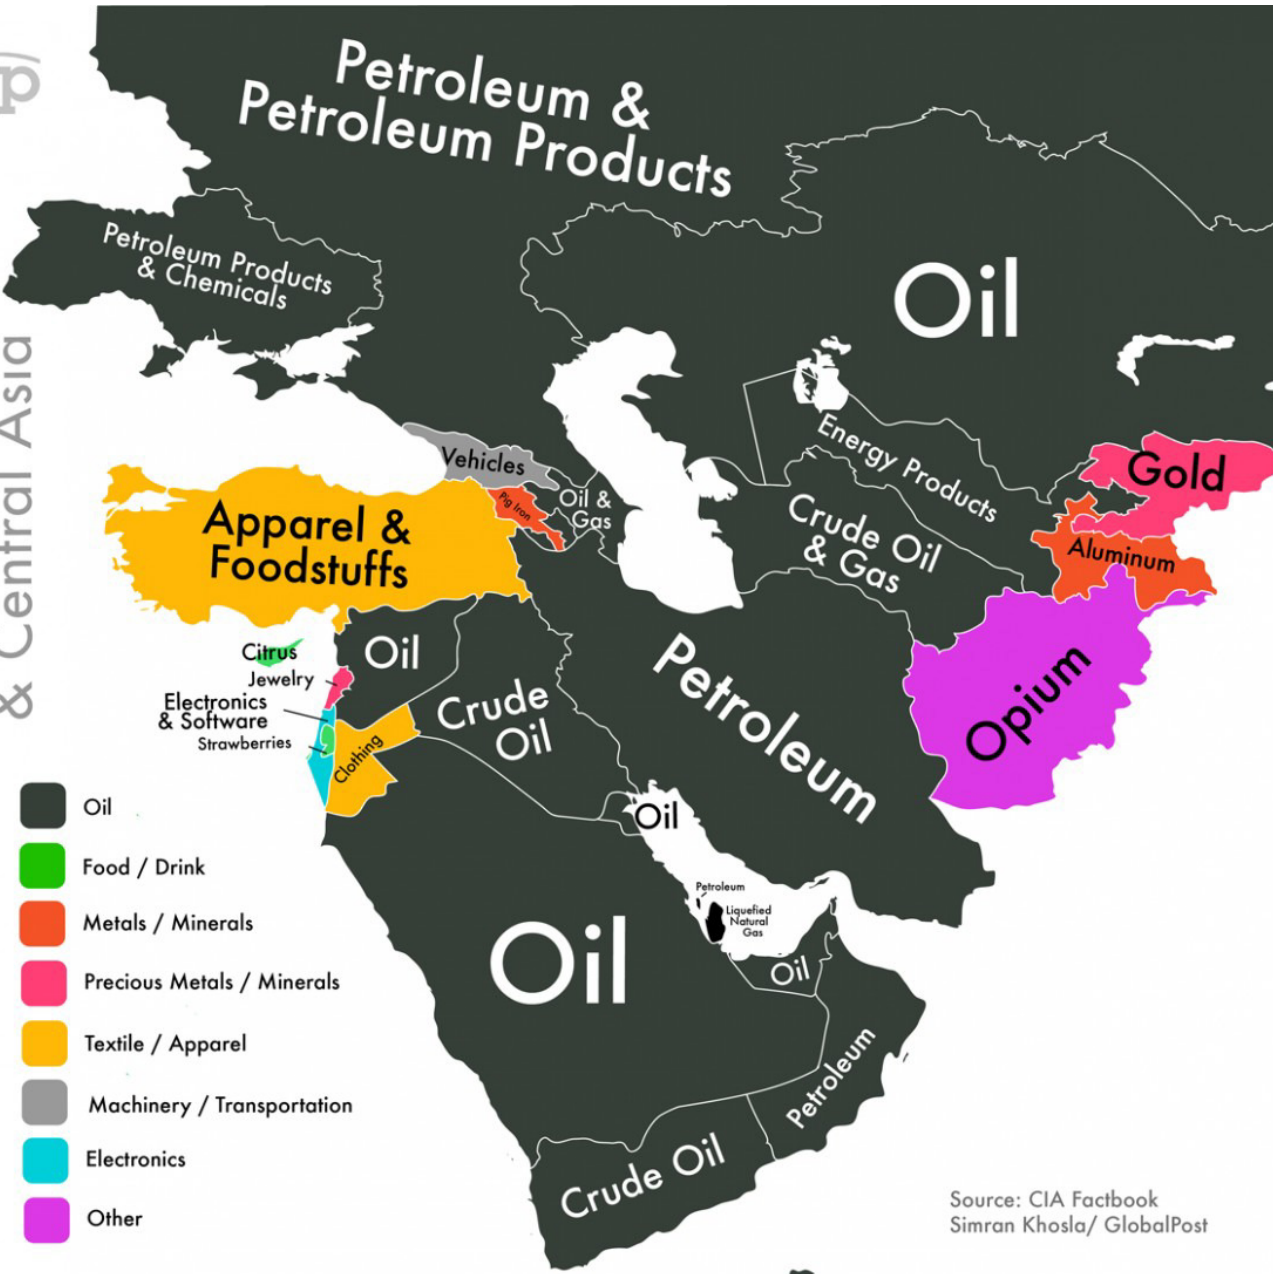 p
& Central Asia
Petroleum &
Petroleum Products
Petroleum Products
& Chemicals
Oil
Energy Products
Vehicles
Pig Iron
Oil &
Gas
Crude Oil
& Gas
Gold
Aluminum
Apparel &
Foodstuffs
Opium
Citrus
Jewelry
Electronics
& Software
Strawberries
Clothing
Oil
Crude
Oil
Petroleum
Oil
Petroleum
Liquefied
Natural
Gas
Oil
Oil
Petroleum
Crude Oil
Oil
Food / Drink
Metals / Minerals
Precious Metals / Minerals
Textile / Apparel
Machinery / Transportation
Electronics
Other
Source: CIA Factbook
Simran Khosla/ GlobalPost